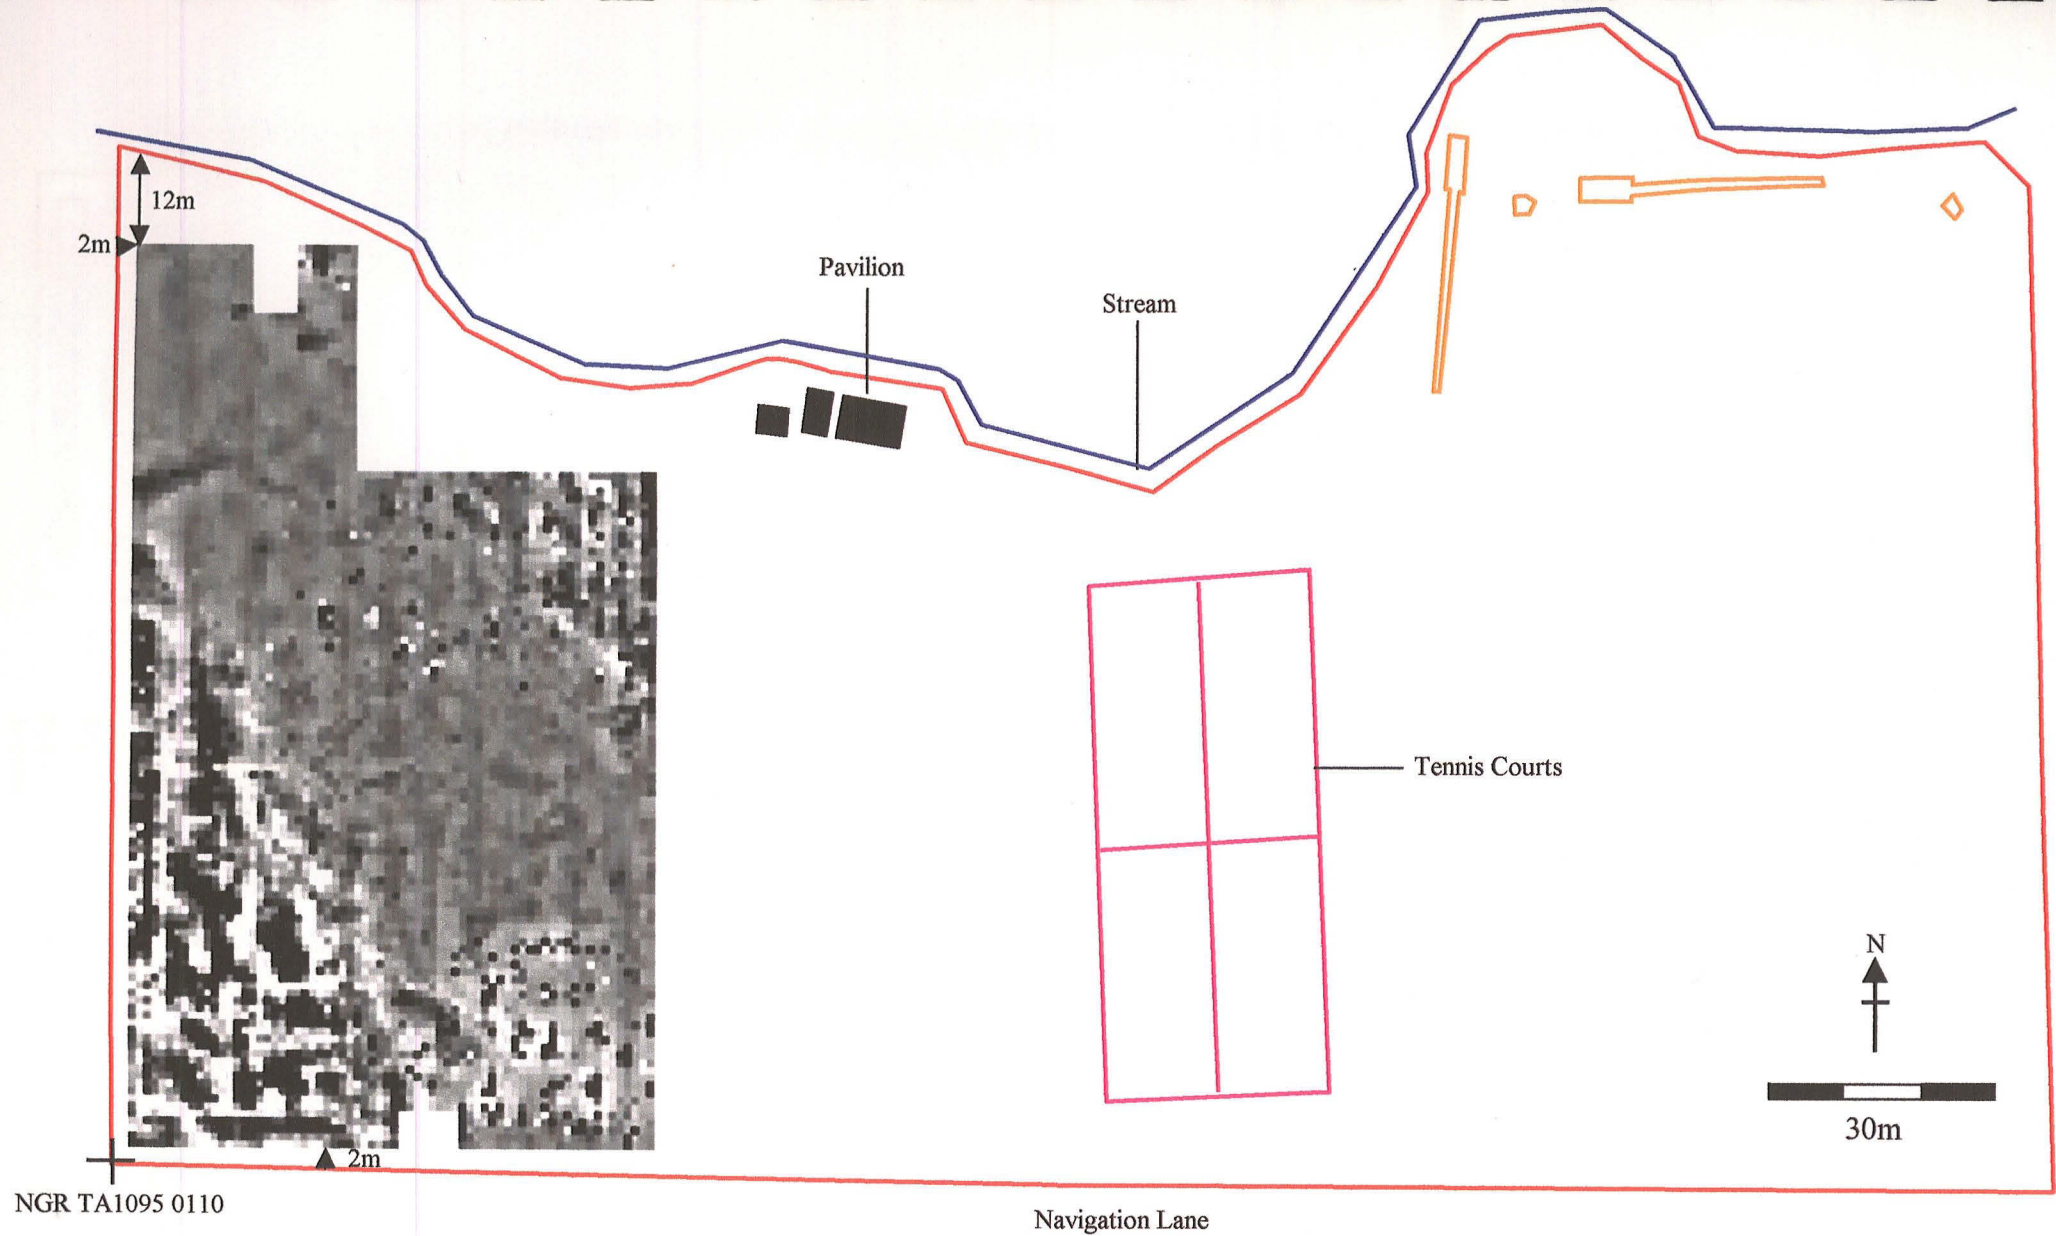 12m
2m
Pavilion
Stream
Tennis Courts
N
30m
2m
NGR TA1095 0110
Navigation Lane